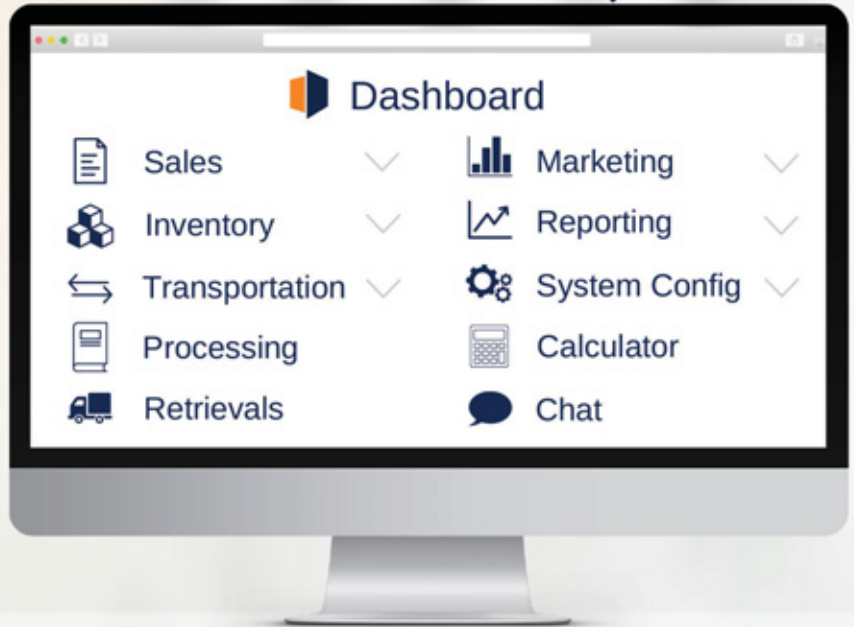 Dashboard
Sales
Marketing
Inventory
Reporting
Transportation
System Config
Processing
Calculator
Retrievals
Chat